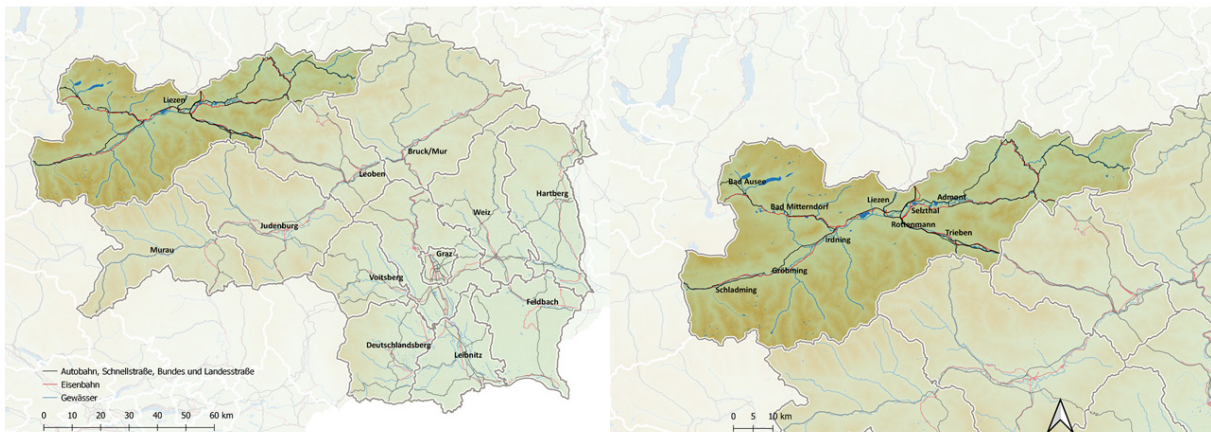 Liezen
Bruck/Mur
Leoben
Hartberg
Weiz
Judenburg
Murau
Graz
Voitsberg
Feldbach
Deutschlandsberg
Leibnitz
Autobahn, Schnellstraße, Bundes und Landesstraße
Eisenbahn
Gewässer
0 10 20 30 40 50 60 km
Bad Ausee
Bad Mitterndorf
Liezen
Admont
Selzthal
Rottenmann
Trieben
Irdning
Gröbming
Schladming
0 5 10 km